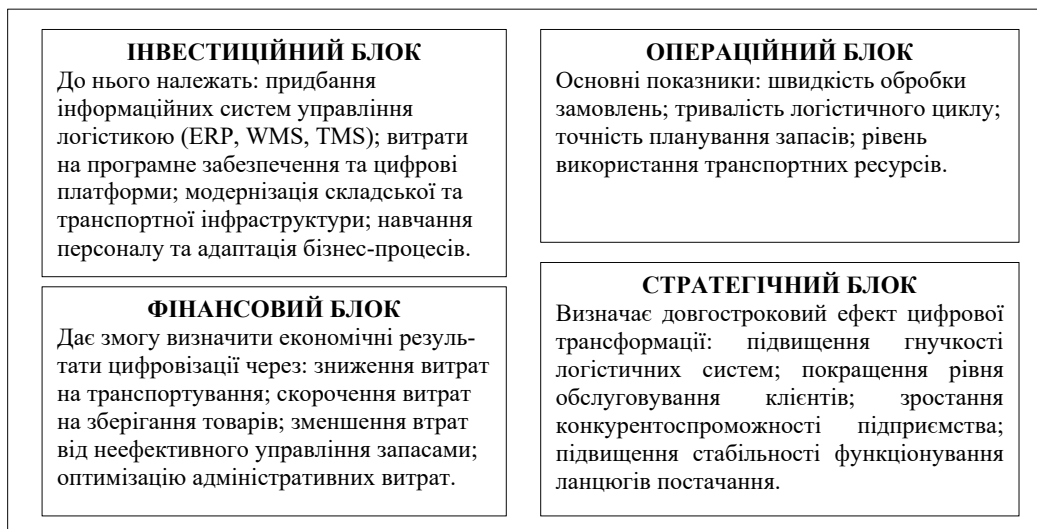 ІНВЕСТИЦІЙНИЙ БЛОК
До нього належать: придбання
інформаційних систем управління
логістикою (ERP, WMS, TMS); витрати
на програмне забезпечення та цифрові
платформи; модернізація складської та
транспортної інфраструктури; навчання
персоналу та адаптація бізнес-процесів.
ОПЕРАЦІЙНИЙ БЛОК
Основні показники: швидкість обробки
замовлень; тривалість логістичного циклу;
точність планування запасів; рівень
використання транспортних ресурсів.
ФІНАНСОВИЙ БЛОК
Дає змогу визначити економічні резуль-
тати цифровізації через: зниження витрат
на транспортування; скорочення витрат
на зберігання товарів; зменшення втрат
від неефективного управління запасами;
оптимізацію адміністративних витрат.
СТРАТЕГІЧНИЙ БЛОК
Визначає довгостроковий ефект цифрової
трансформації: підвищення гнучкості
логістичних систем; покращення рівня
обслуговування клієнтів; зростання
конкурентоспроможності підприємства;
підвищення стабільності функціонування
ланцюгів постачання.